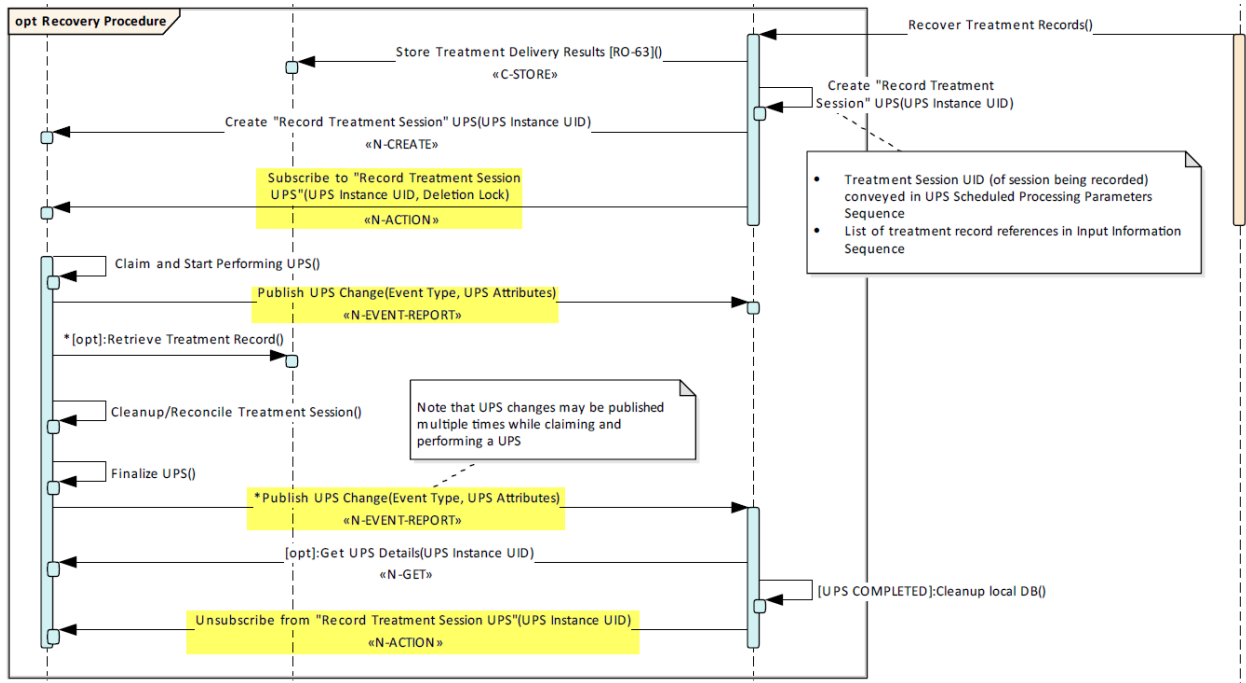 opt Recovery Procedure
Recover Treatment Records()
Store Treatment Delivery Results [RO-63]()
«C-STORE»
Create "Record Treatment
Session" UPS(UPS Instance UID)
Create "Record Treatment Session" UPS(UPS Instance UID)
«N-CREATE»
Subscribe to "Record Treatment Session
UPS"(UPS Instance UID, Deletion Lock)
«N-ACTION»
• Treatment Session UID (of session being recorded)
conveyed in UPS Scheduled Processing Parameters
Sequence
• List of treatment record references in Input Information
Sequence
Claim and Start Performing UPS()
Publish UPS Change(Event Type, UPS Attributes)
«N-EVENT-REPORT»
*[opt]:Retrieve Treatment Record()
Cleanup/Reconcile Treatment Session()
Note that UPS changes may be published
multiple times while claiming and
performing a UPS
Finalize UPS()
*Publish UPS Change(Event Type, UPS Attributes)
«N-EVENT-REPORT»
[opt]:Get UPS Details(UPS Instance UID)
«N-GET»
[UPS COMPLETED]:Cleanup local DB()
Unsubscribe from "Record Treatment Session UPS"(UPS Instance UID)
«N-ACTION»